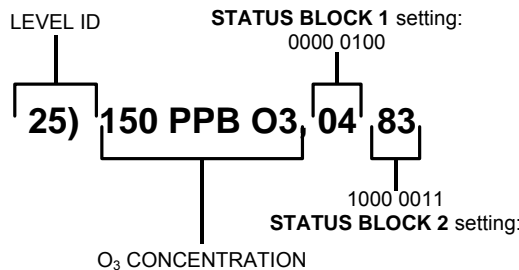 LEVEL ID
STATUS BLOCK 1 setting:
0000 0100
25) 150 PPB O3, 04 83
1000 0011
STATUS BLOCK 2 setting:
O₃ CONCENTRATION